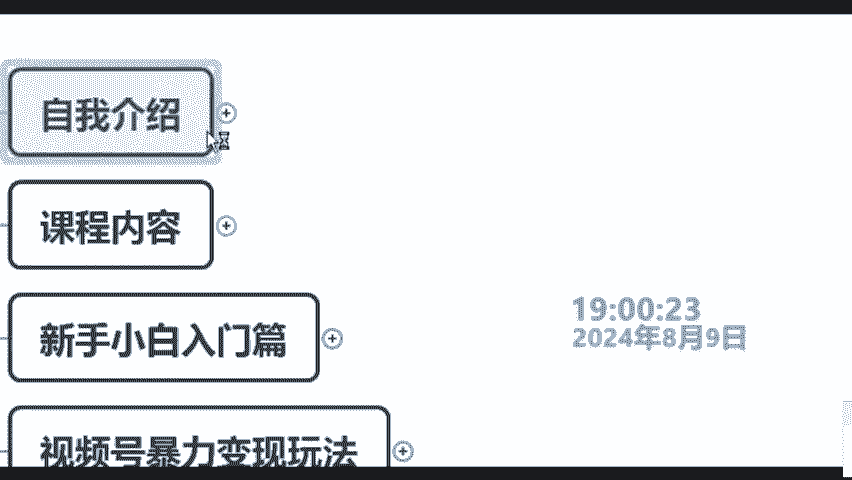 自我介绍
课程内容
新手小白入门篇
19:00:23
2024年8月9日
视频号暴力变现玩法